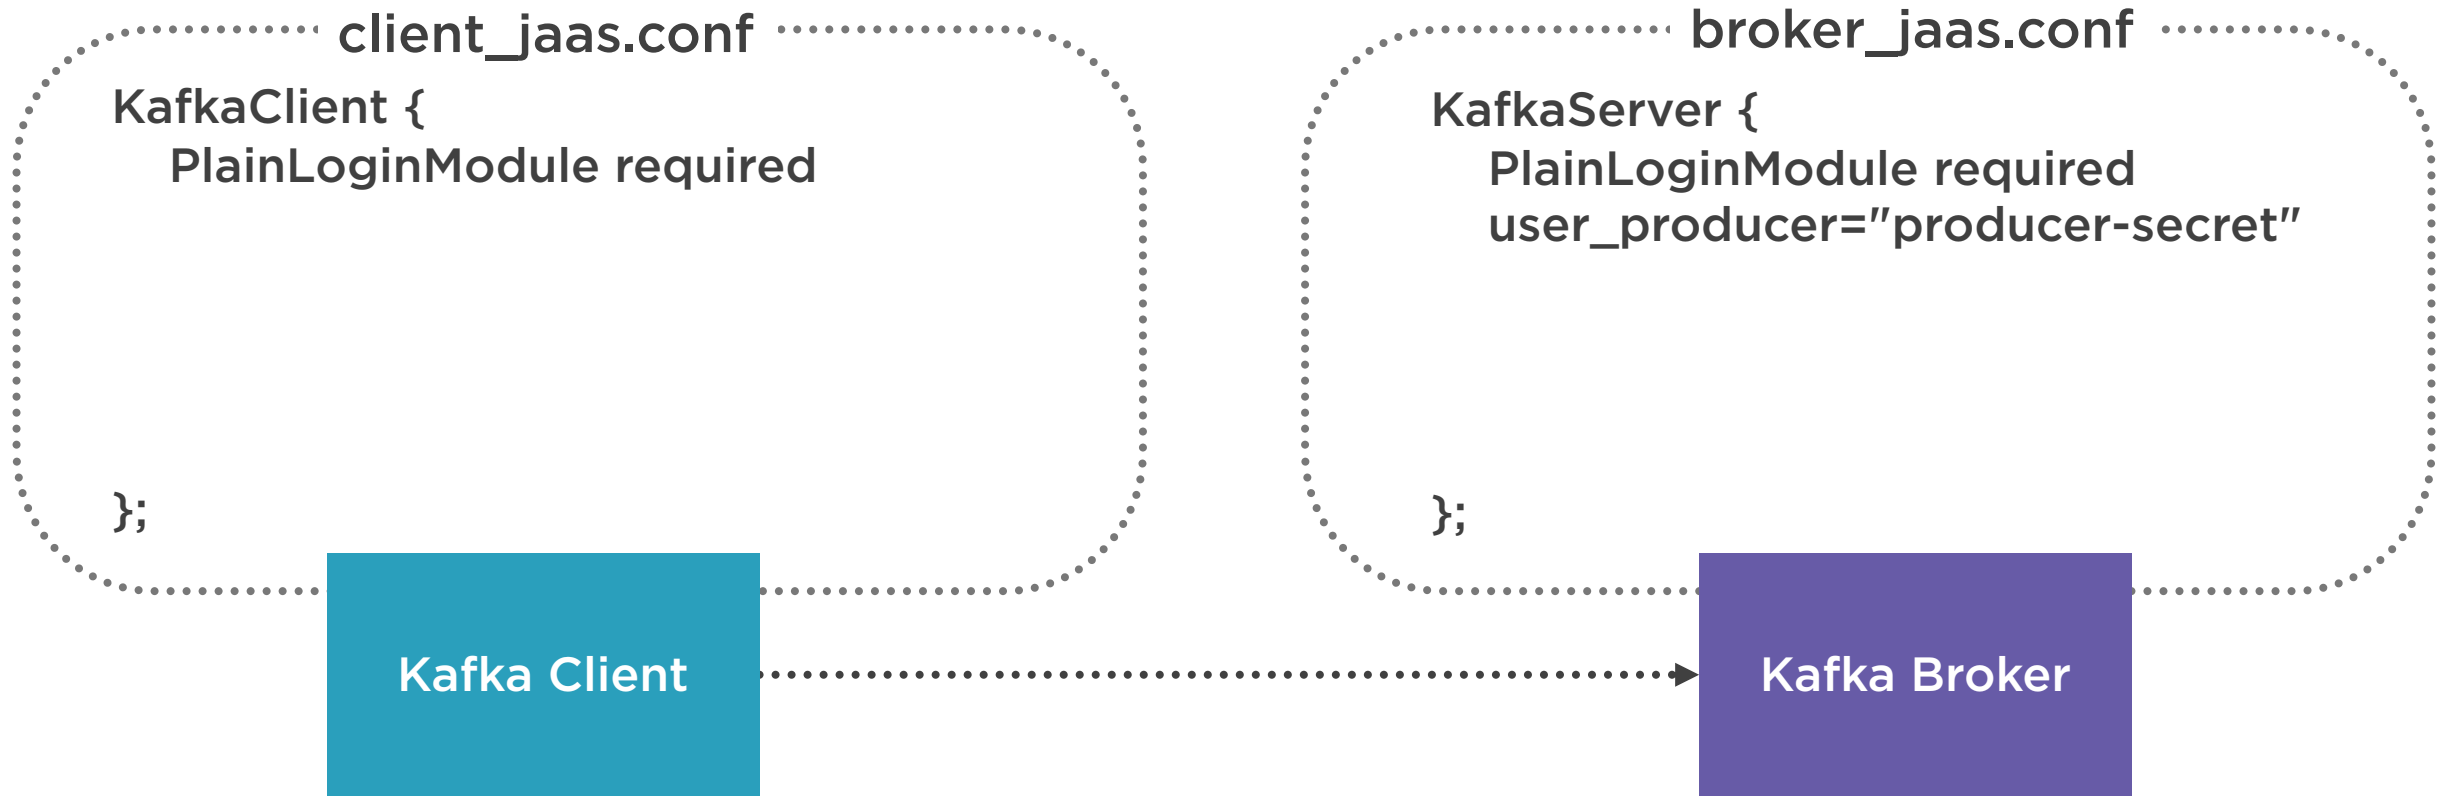 client_jaas.conf
KafkaClient {
PlainLoginModule required
};
Kafka Client
broker_jaas.conf
KafkaServer {
PlainLoginModule required
user_producer="producer-secret"
};
Kafka Broker